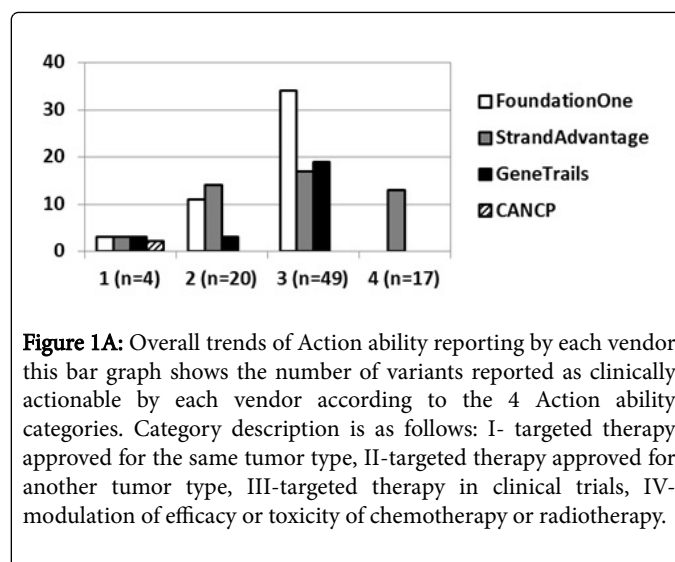 40
30
20
10
0
1 (n=4) 2 (n=20) 3 (n=49) 4 (n=17)
FoundationOne
StrandAdvantage
GeneTrails
CANCP
Figure 1A: Overall trends of Action ability reporting by each vendor
this bar graph shows the number of variants reported as clinically
actionable by each vendor according to the 4 Action ability
categories. Category description is as follows: I- targeted therapy
approved for the same tumor type, II-targeted therapy approved for
another tumor type, III-targeted therapy in clinical trials, IV-
modulation of efficacy or toxicity of chemotherapy or radiotherapy.